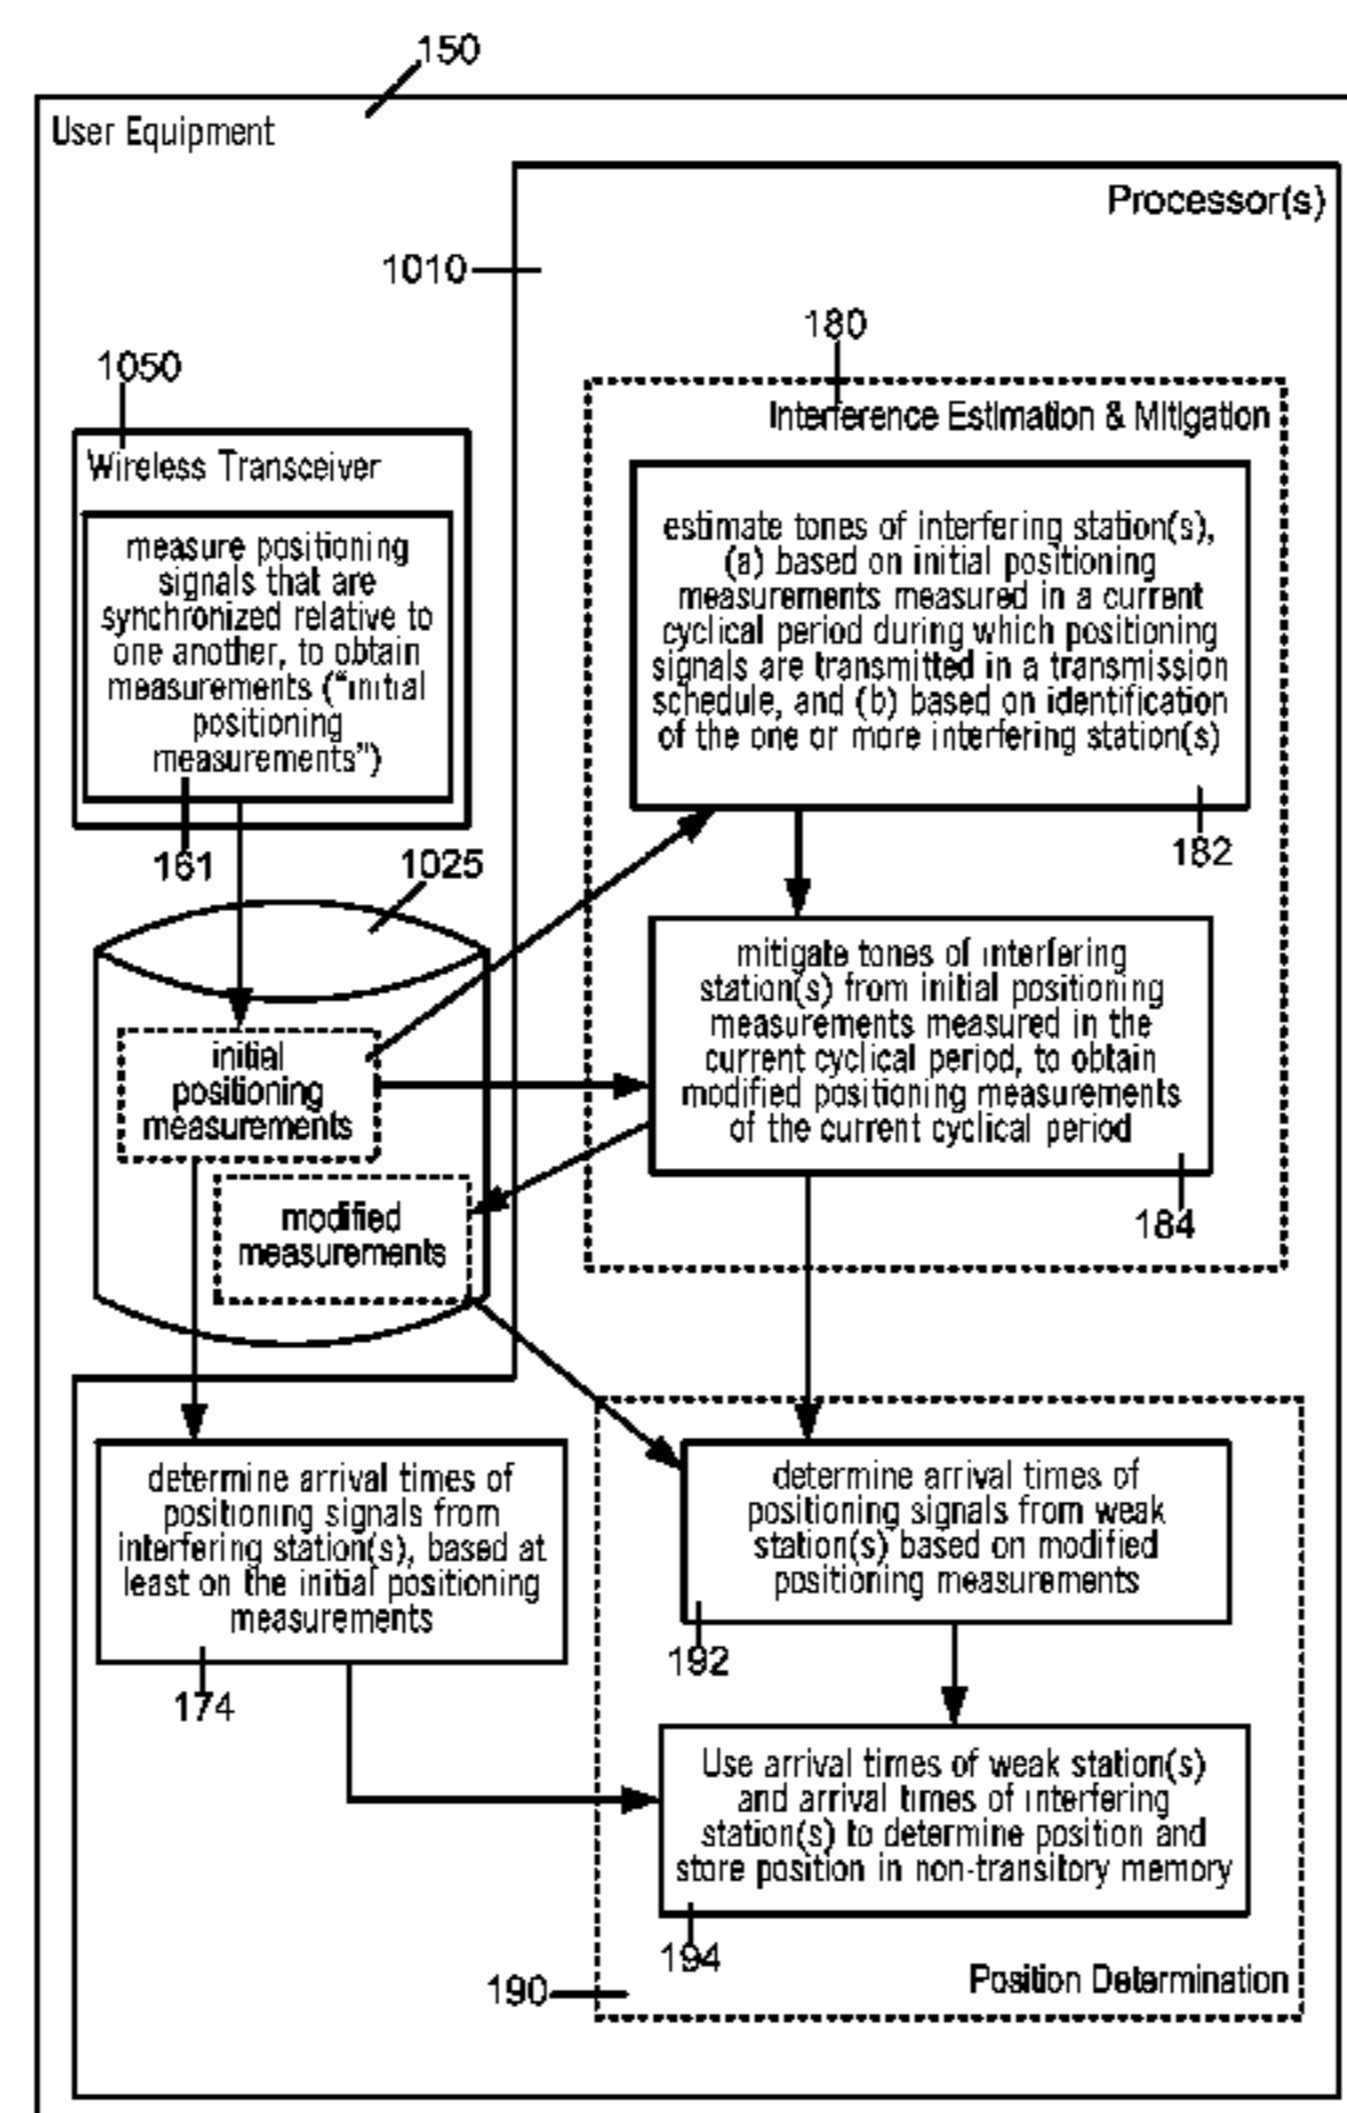 150
User Equipment
Processor(s)
1010
180
Interference Estimation & Mitigation
1050
Wireless Transceiver
measure positioning
signals that are
synchronized relative to
one another, to obtain
measurements ("initial
positioning
measurements")
161
estimate tones of interfering station(s),
(a) based on initial positioning
measurements measured in a current
cyclical period during which positioning
signals are transmitted in a transmission
schedule, and (b) based on identification
of the one or more interfering station(s)
182
1025
initial
positioning
measurements
modified
measurements
mitigate tones of interfering
station(s) from initial positioning
measurements measured in the
current cyclical period, to obtain
modified positioning measurements
of the current cyclical period
184
determine arrival times of
positioning signals from
interfering station(s), based at
least on the initial positioning
measurements
174
determine arrival times of
positioning signals from weak
station(s) based on modified
positioning measurements
192
Use arrival times of weak station(s)
and arrival times of interfering
station(s) to determine position and
store position in non-transitory memory
194
190
Position Determination